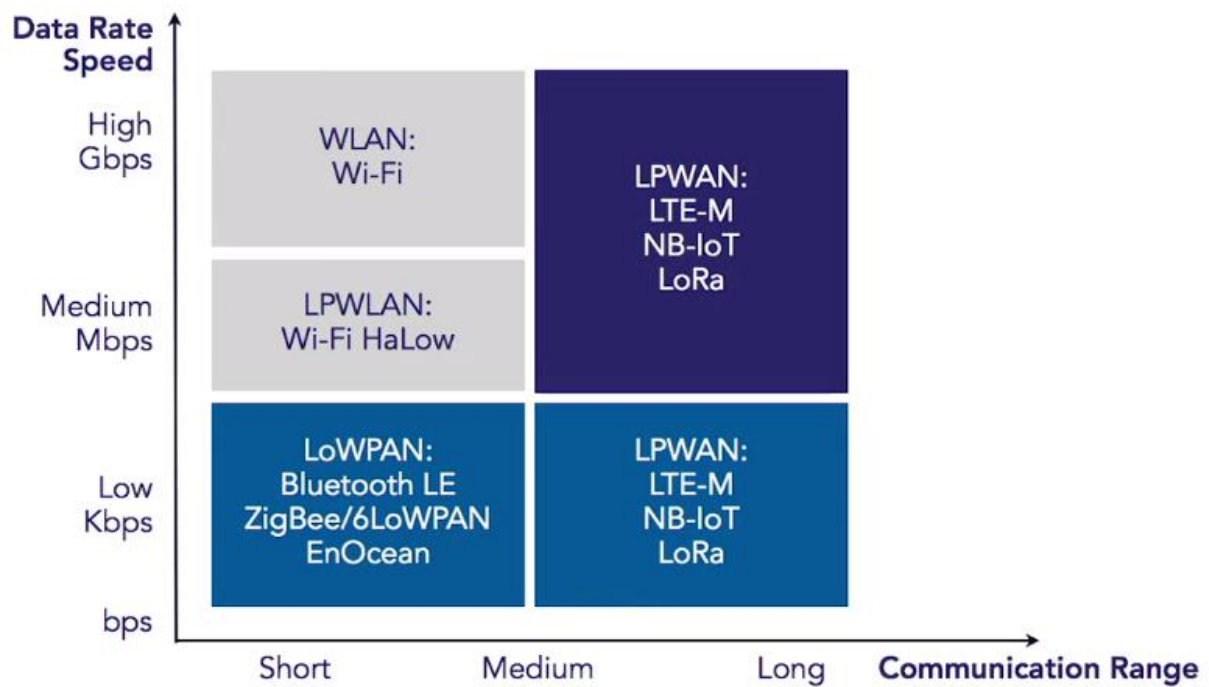 Data Rate
Speed
High
Gbps
Medium
Mbps
Low
Kbps
bps
WLAN:
Wi-Fi
LPWLAN:
Wi-Fi HaLow
LoWPAN:
Bluetooth LE
ZigBee/6LoWPAN
EnOcean
LPWAN:
LTE-M
NB-IoT
LoRa
LPWAN:
LTE-M
NB-IoT
LoRa
Short
Medium
Long
Communication Range